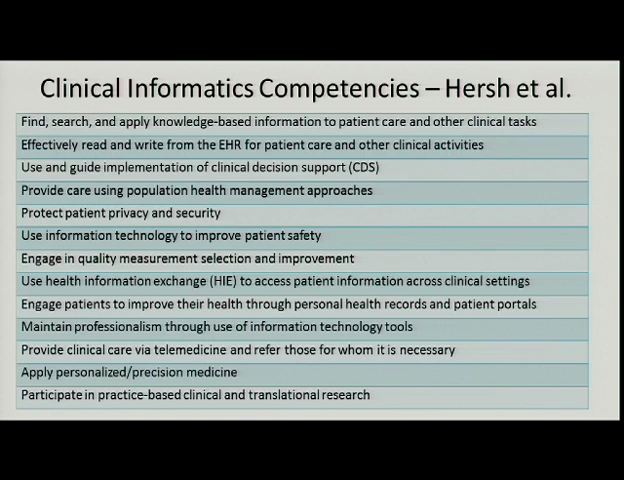 Clinical Informatics Competencies – Hersh et al.
Find, search, and apply knowledge-based information to patient care and other clinical tasks
Effectively read and write from the EHR for patient care and other clinical activities
Use and guide implementation of clinical decision support (CDS)
Provide care using population health management approaches
Protect patient privacy and security
Use information technology to improve patient safety
Engage in quality measurement selection and improvement
Use health information exchange (HIE) to access patient information across clinical settings
Engage patients to improve their health through personal health records and patient portals
Maintain professionalism through use of information technology tools
Provide clinical care via telemedicine and refer those for whom it is necessary
Apply personalized/precision medicine
Participate in practice-based clinical and translational research